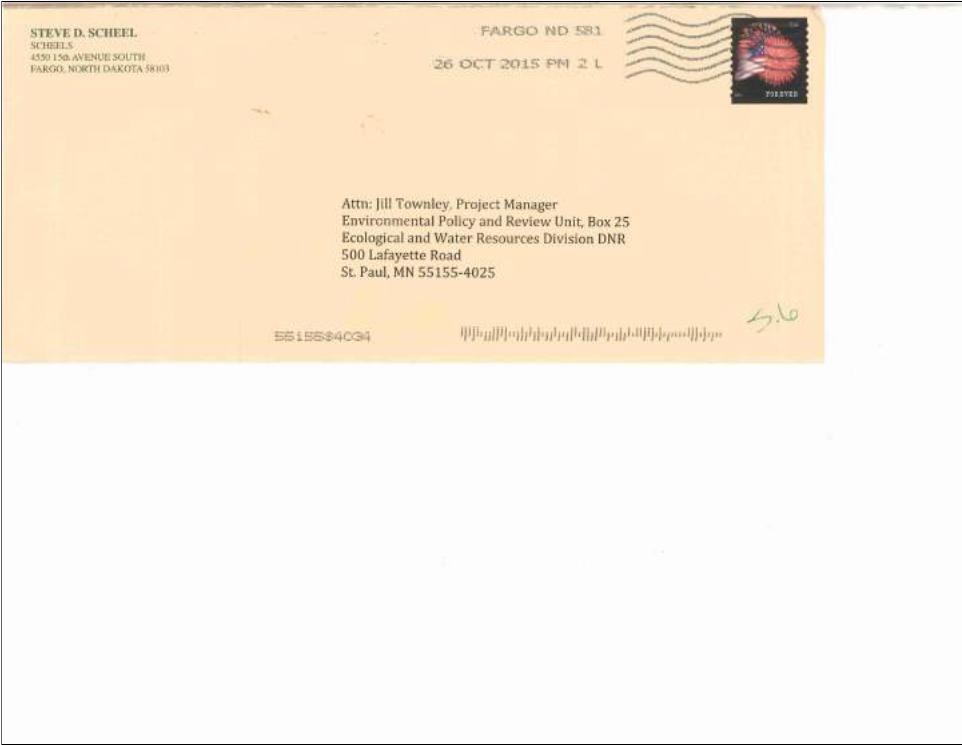 STEVE D. SCHEEL
SCHEELS
4550 15th AVENUE SOUTH
FARGO, NORTH DAKOTA 58103
FARGO ND 581
26 OCT 2015 PM 2 L
FOREVER
Attn: Jill Townley, Project Manager
Environmental Policy and Review Unit, Box 25
Ecological and Water Resources Division DNR
500 Lafayette Road
St. Paul, MN 55155-4025
5.6
55155$4034